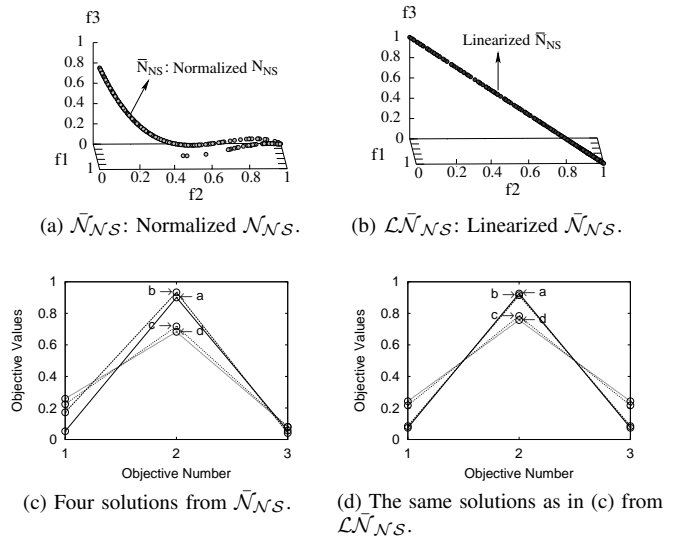 f3
1
0.8
0.6
0.4
0.2
0
f1
1
0
0.2
0.4
0.6
0.8
1
f2
N̄NS : Normalized NNS
(a) N̄NS: Normalized NNS.
f3
1
0.8
0.6
0.4
0.2
0
f1
1
0
0.2
0.4
0.6
0.8
1
f2
Linearized N̄NS
(b) LN̄NS: Linearized N̄NS.
1
0.8
0.6
0.4
0.2
0
Objective Values
b
a
c
d
1
2
3
Objective Number
(c) Four solutions from N̄NS.
1
0.8
0.6
0.4
0.2
0
Objective Values
b
a
c
d
1
2
3
Objective Number
(d) The same solutions as in (c) from
LN̄NS.